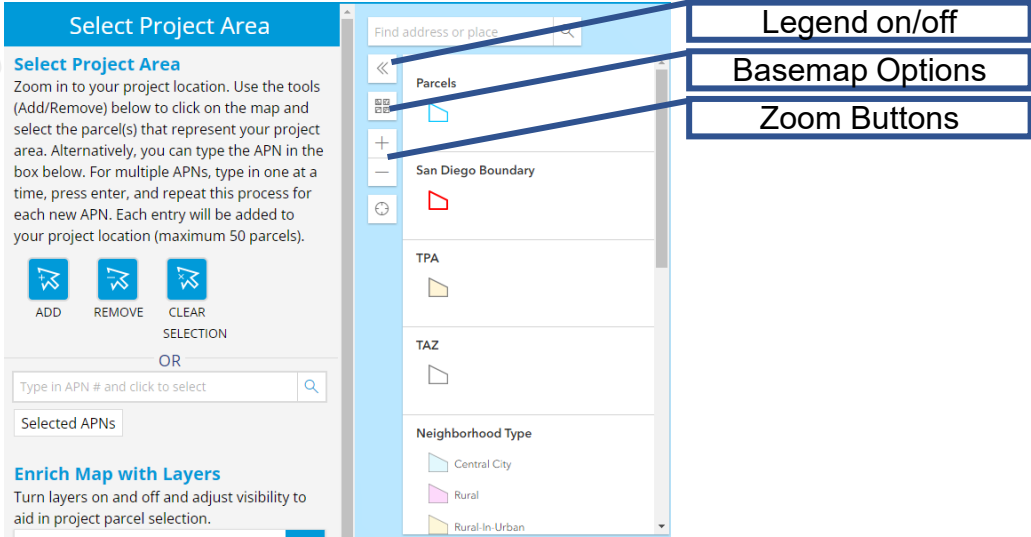 Select Project Area
Select Project Area
Zoom in to your project location. Use the tools
(Add/Remove) below to click on the map and
select the parcel(s) that represent your project
area. Alternatively, you can type the APN in the
box below. For multiple APNs, type in one at a
time, press enter, and repeat this process for
each new APN. Each entry will be added to
your project location (maximum 50 parcels).
ADD
REMOVE
CLEAR
SELECTION
OR
Type in APN # and click to select
Selected APNs
Enrich Map with Layers
Turn layers on and off and adjust visibility to
aid in project parcel selection.
Find address or place
Parcels
San Diego Boundary
TPA
TAZ
Neighborhood Type
Central City
Rural
Rural-In-Urban
Legend on/off
Basemap Options
Zoom Buttons